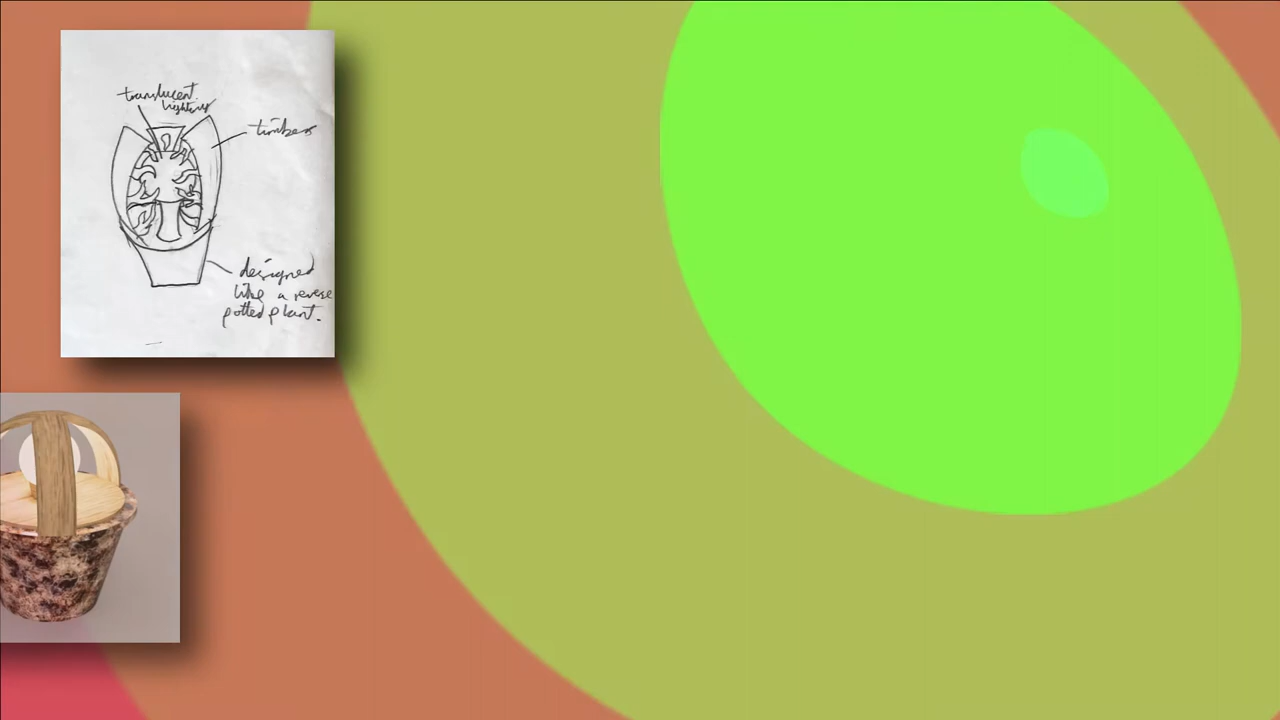 translucent
lighting
timbers
designed
like a reverse
potted plant.